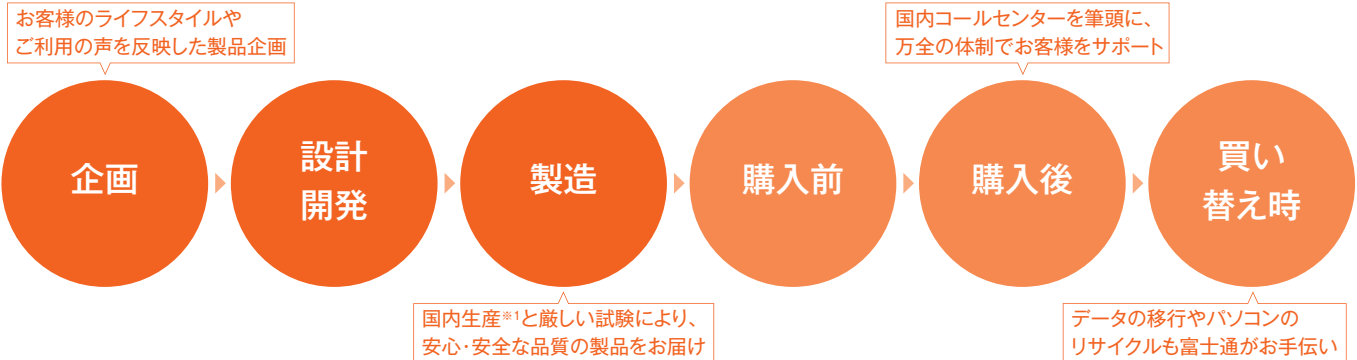 お客様のライフスタイルや
ご利用の声を反映した製品企画
国内コールセンターを筆頭に、
万全の体制でお客様をサポート
企画
設計
開発
製造
購入前
購入後
買い
替え時
国内生産※1と厳しい試験により、
安心・安全な品質の製品をお届け
データの移行やパソコンの
リサイクルも富士通がお手伝い